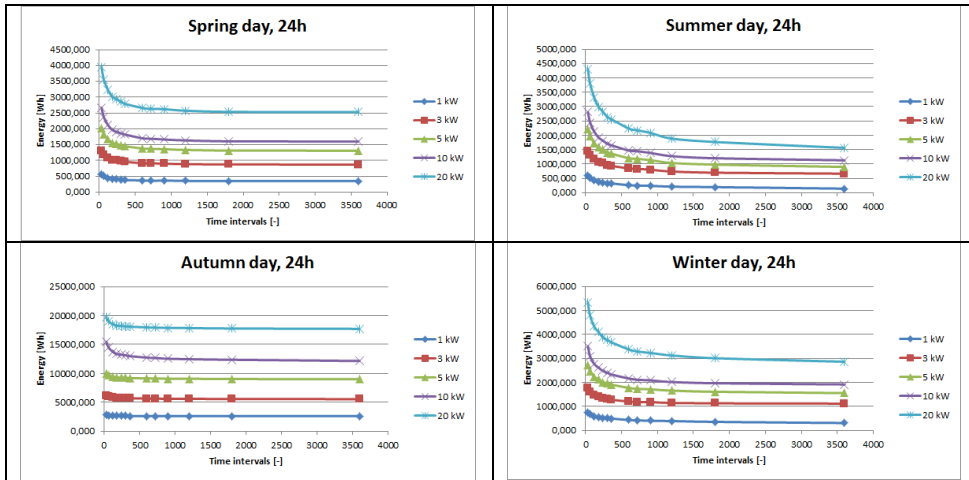 Spring day, 24h
Energy [Wh]
4500,000
4000,000
3500,000
3000,000
2500,000
2000,000
1500,000
1000,000
500,000
0,000
0 500 1000 1500 2000 2500 3000 3500 4000
Time intervals [-]
1 kW
3 kW
5 kW
10 kW
20 kW
Summer day, 24h
Energy [Wh]
5000,000
4500,000
4000,000
3500,000
3000,000
2500,000
2000,000
1500,000
1000,000
500,000
0,000
0 500 1000 1500 2000 2500 3000 3500 4000
Time intervals [-]
1 kW
3 kW
5 kW
10 kW
20 kW
Autumn day, 24h
Energy [Wh]
25000,000
20000,000
15000,000
10000,000
5000,000
0,000
0 500 1000 1500 2000 2500 3000 3500 4000
Time intervals [-]
1 kW
3 kW
5 kW
10 kW
20 kW
Winter day, 24h
Energy [Wh]
6000,000
5000,000
4000,000
3000,000
2000,000
1000,000
0,000
0 500 1000 1500 2000 2500 3000 3500 4000
Time intervals [-]
1 kW
3 kW
5 kW
10 kW
20 kW